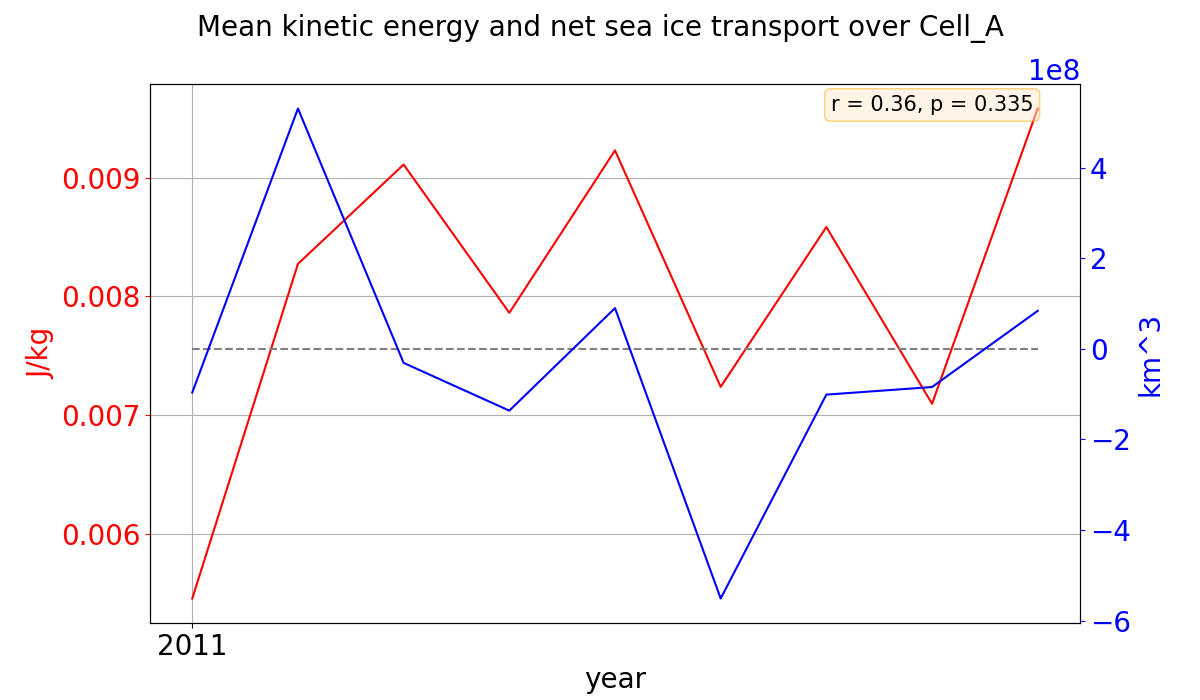 Mean kinetic energy and net sea ice transport over Cell_A
1e8
r = 0.36, p = 0.335
0.009
0.008
0.007
0.006
J/kg
4
2
0
−2
−4
−6
km^3
2011
year